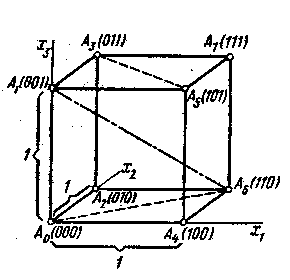 x₃
A₃(011)
A₇(111)
A₁(001)
A₅(101)
1
1
x₂
A₂(010)
A₆(110)
A₀(000)
A₄(100)
x₁
1